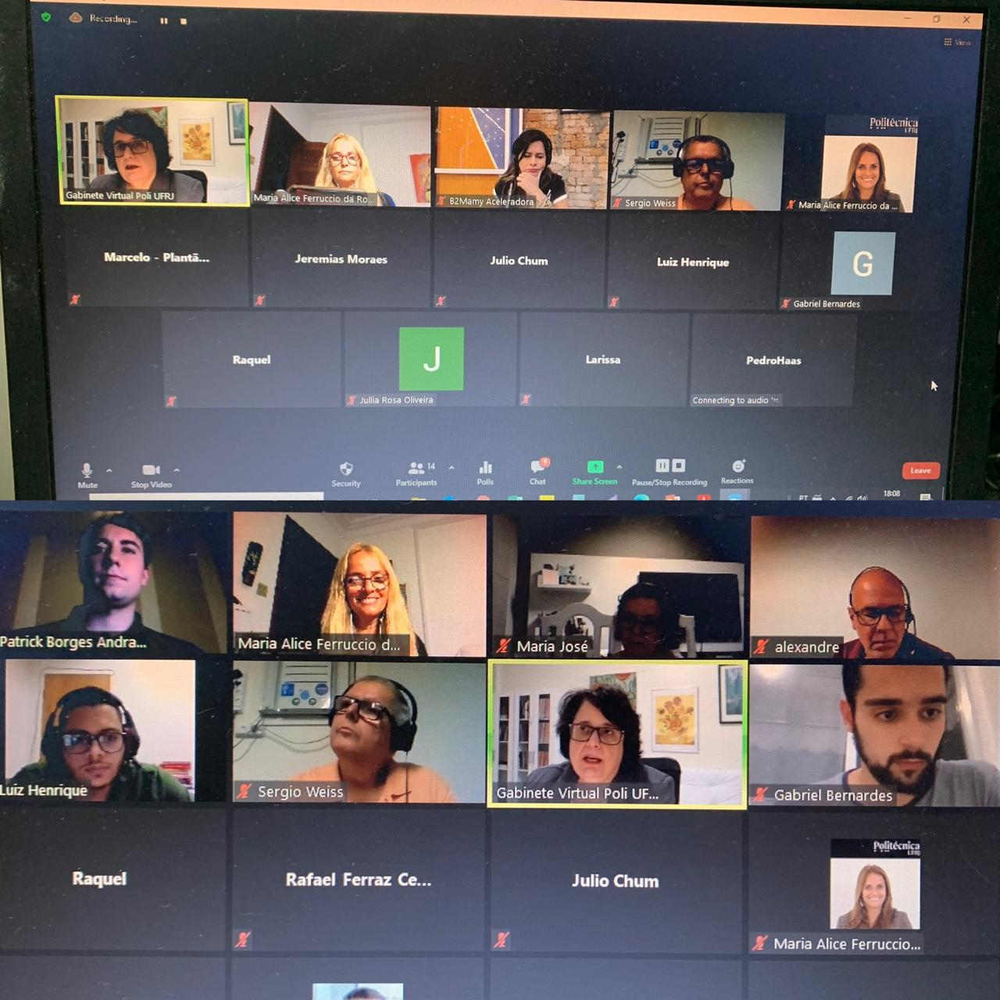 Recording...
View
Politécnica
UFRJ
Gabinete Virtual Poli UFRJ
Maria Alice Ferruccio da Ro...
B2Mamy Aceleradora
Sergio Weiss
Maria Alice Ferruccio da ...
Marcelo - Plantã...
Jeremias Moraes
Julio Chum
Luiz Henrique
G
Gabriel Bernardes
Raquel
J
Jullia Rosa Oliveira
Larissa
PedroHaas
Connecting to audio
Mute
Stop Video
Security
Participants
14
Polls
Chat
9
Share Screen
Pause/Stop Recording
Reactions
Leave
PT
18:08
Patrick Borges Andra...
Maria Alice Ferruccio d...
Maria José
alexandre
Luiz Henrique
Sergio Weiss
Gabinete Virtual Poli UF...
Gabriel Bernardes
Raquel
Rafael Ferraz Ce...
Julio Chum
Politécnica
UFRJ
Maria Alice Ferruccio...